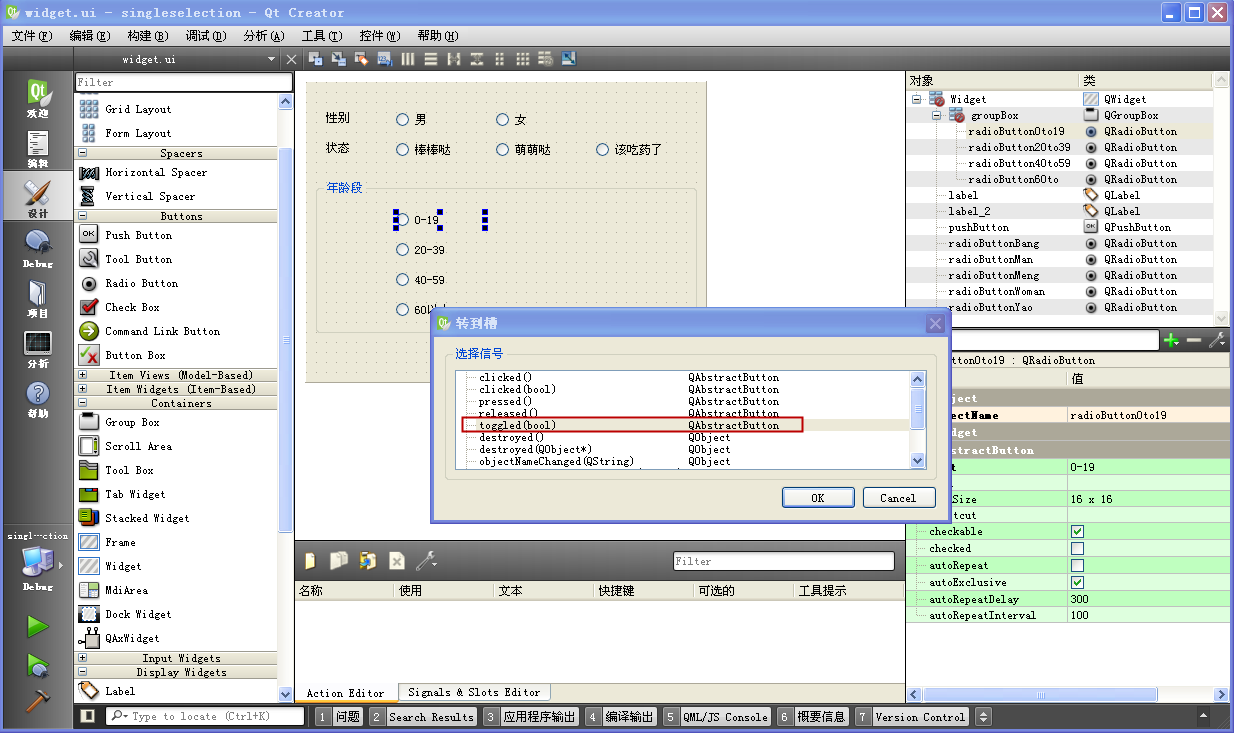 widget.ui - singleselection - Qt Creator
文件(F) 编辑(E) 构建(B) 调试(D) 分析(A) 工具(T) 控件(W) 帮助(H)
widget.ui
欢迎
编辑
设计
Debug
项目
分析
帮助
singl···ction
Debug
Filter
Grid Layout
Form Layout
Spacers
Horizontal Spacer
Vertical Spacer
Buttons
Push Button
Tool Button
Radio Button
Check Box
Command Link Button
Button Box
Item Views (Model-Based)
Item Widgets (Item-Based)
Containers
Group Box
Scroll Area
Tool Box
Tab Widget
Stacked Widget
Frame
Widget
MdiArea
Dock Widget
QAxWidget
Input Widgets
Display Widgets
Label
性别 男 女
状态 棒棒哒 萌萌哒 该吃药了
年龄段
0-19
20-39
40-59
转到槽
选择信号
clicked() QAbstractButton
clicked(bool) QAbstractButton
pressed() QAbstractButton
released() QAbstractButton
toggled(bool) QAbstractButton
destroyed() QObject
destroyed(QObject*) QObject
objectNameChanged(QString) QObject
OK Cancel
Filter
名称 使用 文本 快捷键 可选的 工具提示
Action Editor Signals & Slots Editor
对象 类
Widget QWidget
groupBox QGroupBox
radioButton0to19 QRadioButton
radioButton20to39 QRadioButton
radioButton40to59 QRadioButton
radioButton60to QRadioButton
label QLabel
label_2 QLabel
pushButton QPushButton
radioButtonBang QRadioButton
radioButtonMan QRadioButton
radioButtonMeng QRadioButton
radioButtonWoman QRadioButton
radioButtonYao QRadioButton
tton0to19 : QRadioButton
值
ject
ectName radioButton0to19
dget
stractButton
t 0-19
Size 16 x 16
tcut
checkable
checked
autoRepeat
autoExclusive
autoRepeatDelay 300
autoRepeatInterval 100
Type to locate (Ctrl+K) 1 问题 2 Search Results 3 应用程序输出 4 编译输出 5 QML/JS Console 6 概要信息 7 Version Control